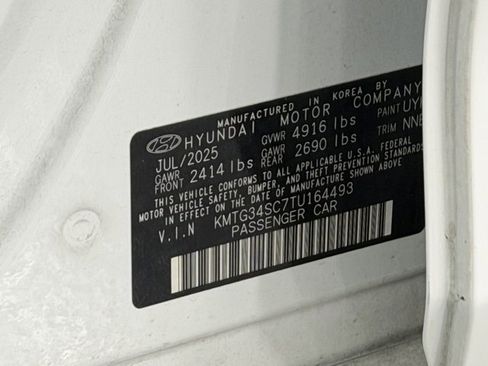 MANUFACTURED IN KOREA BY
HYUNDAI MOTOR COMPANY
JUL/2025 GVWR 4916 lbs PAINT
GAWR FRONT 2414 lbs GAWR REAR 2690 lbs TRIM NNB
THIS VEHICLE CONFORMS TO ALL APPLICABLE U.S.A. FEDERAL
MOTOR VEHICLE SAFETY, BUMPER, AND THEFT PREVENTION STANDARDS
IN EFFECT ON THE DATE OF MANUFACTURE SHOWN ABOVE.
V.I.N KMTG34SC7TU164493
PASSENGER CAR